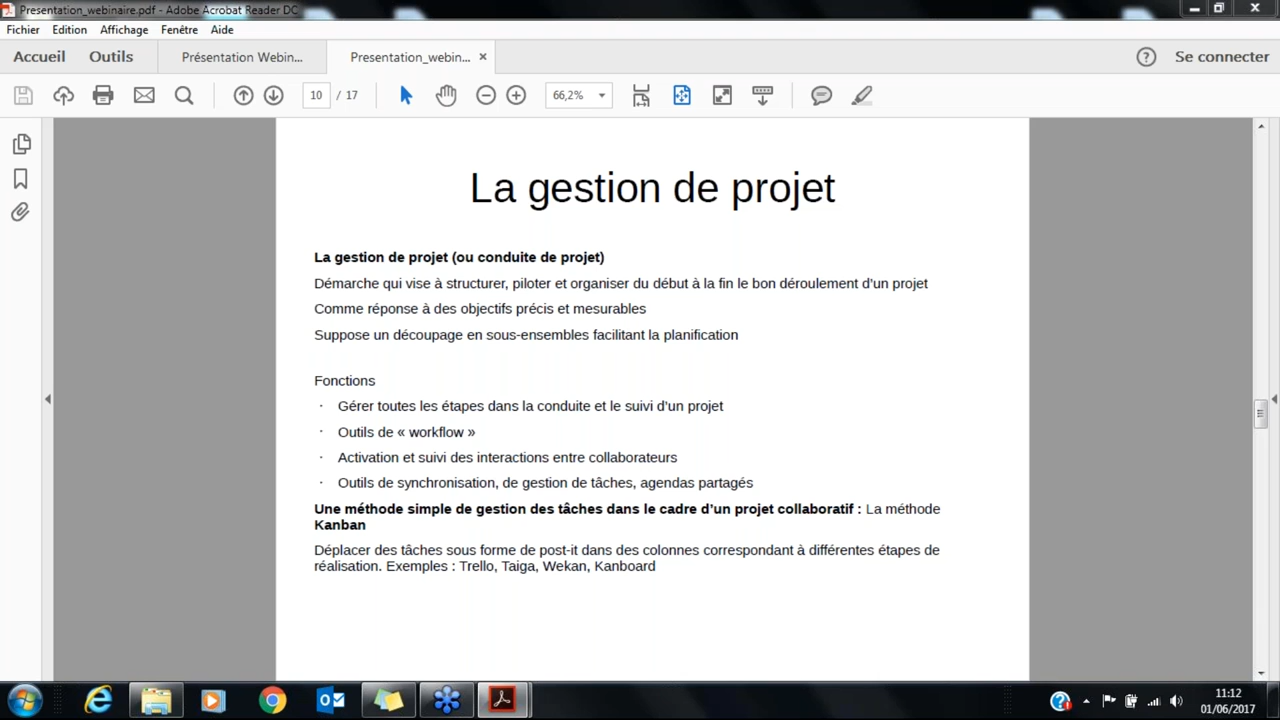 Presentation_webinaire.pdf - Adobe Acrobat Reader DC
Fichier Edition Affichage Fenêtre Aide
Accueil Outils Présentation Webin... Presentation_webin... × ? Se connecter
10 / 17 66,2%
La gestion de projet
La gestion de projet (ou conduite de projet)
Démarche qui vise à structurer, piloter et organiser du début à la fin le bon déroulement d'un projet
Comme réponse à des objectifs précis et mesurables
Suppose un découpage en sous-ensembles facilitant la planification
Fonctions
· Gérer toutes les étapes dans la conduite et le suivi d'un projet
· Outils de « workflow »
· Activation et suivi des interactions entre collaborateurs
· Outils de synchronisation, de gestion de tâches, agendas partagés
Une méthode simple de gestion des tâches dans le cadre d'un projet collaboratif : La méthode
Kanban
Déplacer des tâches sous forme de post-it dans des colonnes correspondant à différentes étapes de
réalisation. Exemples : Trello, Taiga, Wekan, Kanboard
11:12
01/06/2017